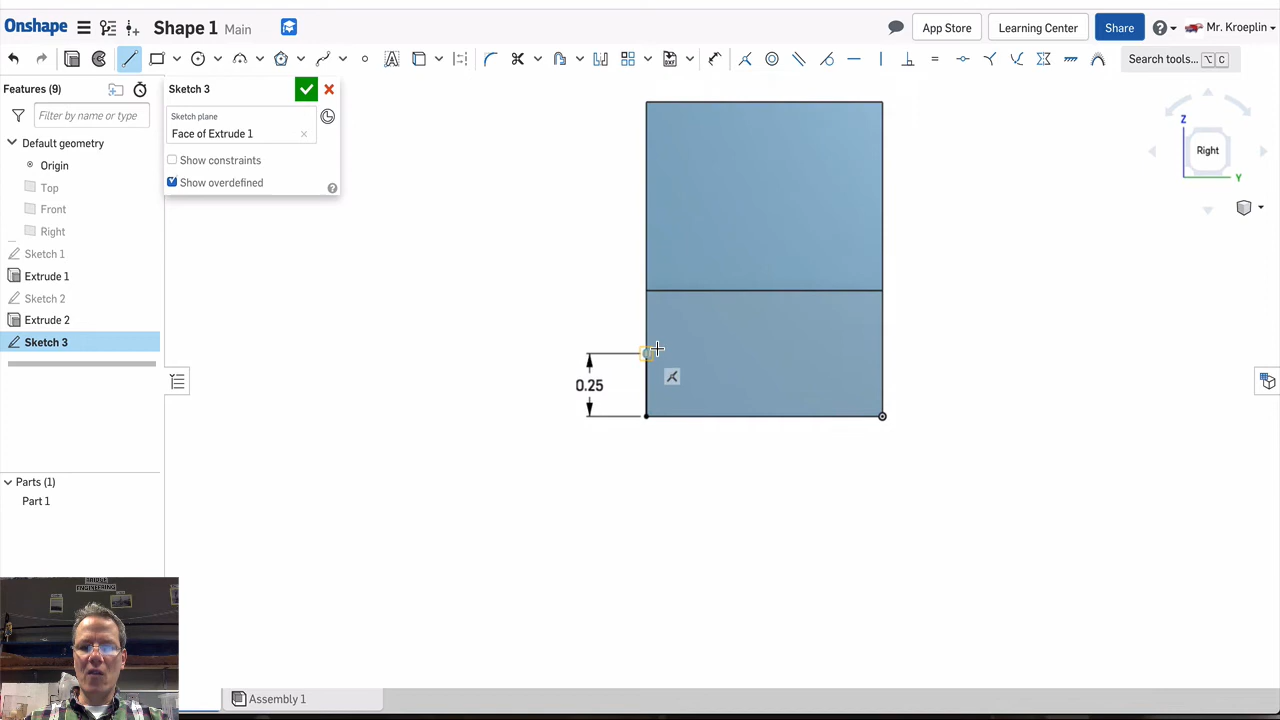 Onshape
Shape 1 Main
App Store
Learning Center
Share
Mr. Kroeplin
Search tools... ⌥ C
Features (9)
Filter by name or type
Default geometry
Origin
Top
Front
Right
Sketch 1
Extrude 1
Sketch 2
Extrude 2
Sketch 3
Parts (1)
Part 1
Sketch 3
Sketch plane
Face of Extrude 1
Show constraints
Show overdefined
0.25
Z
Right
Y
BRIDGE
ENGINEERING
Assembly 1